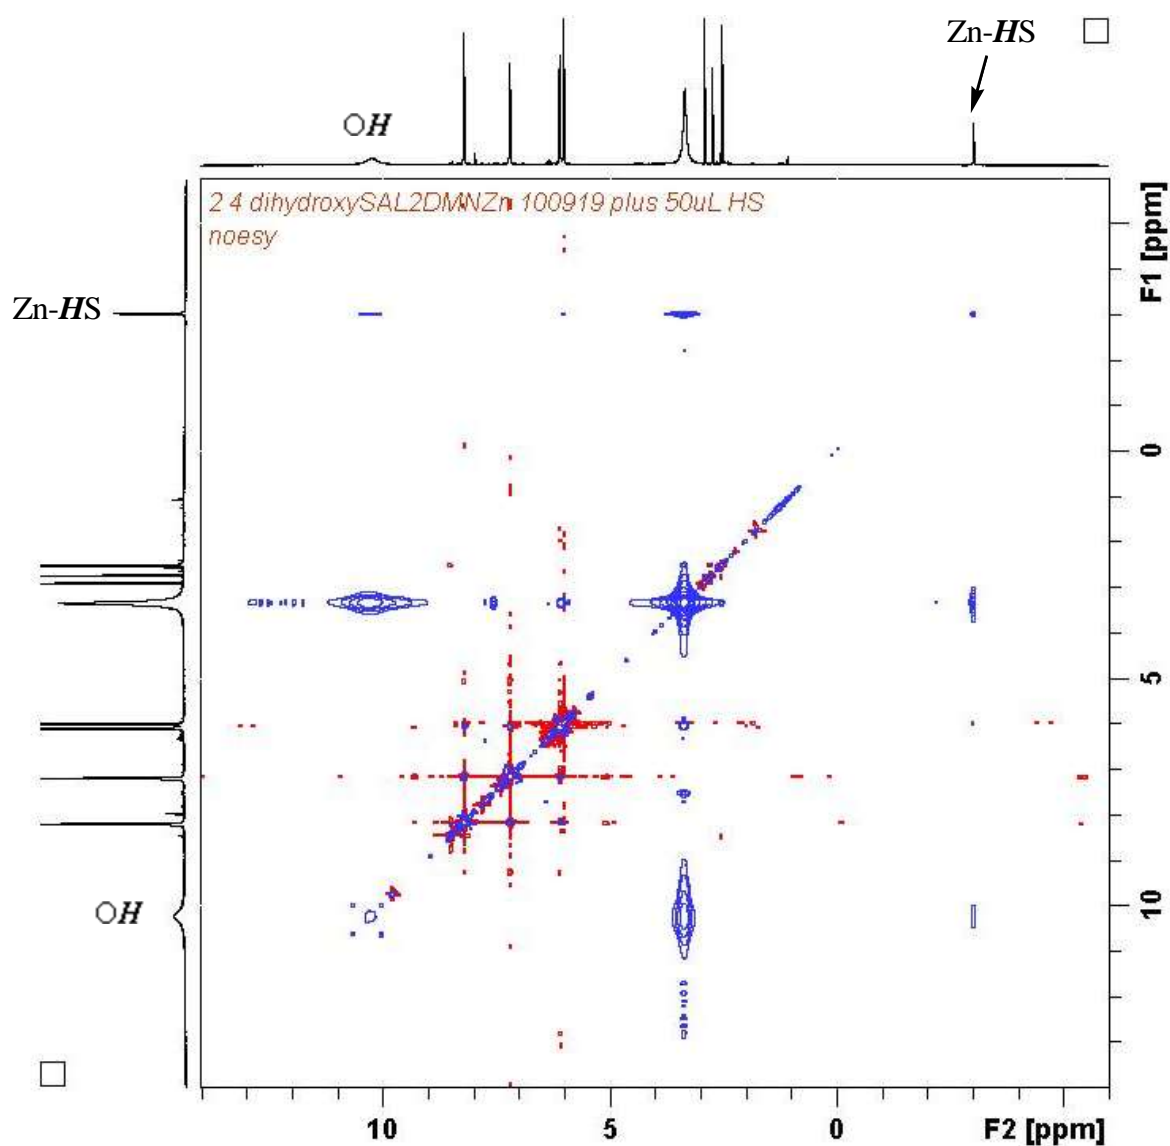 Zn-HS
OH
2 4 dihydroxySAL2DMNZn 100919 plus 50uL HS
noesy
F1 [ppm]
Zn-HS
0
5
10
OH
10
5
0
F2 [ppm]